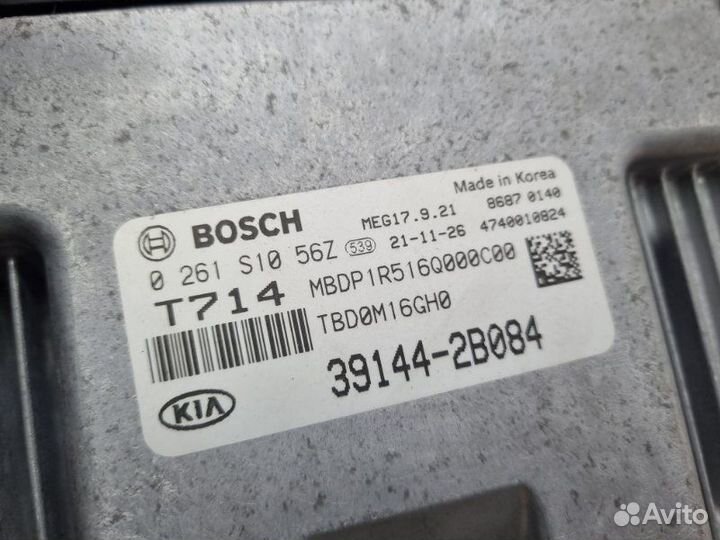 Made in Korea
BOSCH MEG17.9.21 8687 0140
0 261 S10 56Z 539 21-11-26 4740010824
T714 MBDP1R516Q000C00
TBD0M16GH0
39144-2B084
KIA
Avito